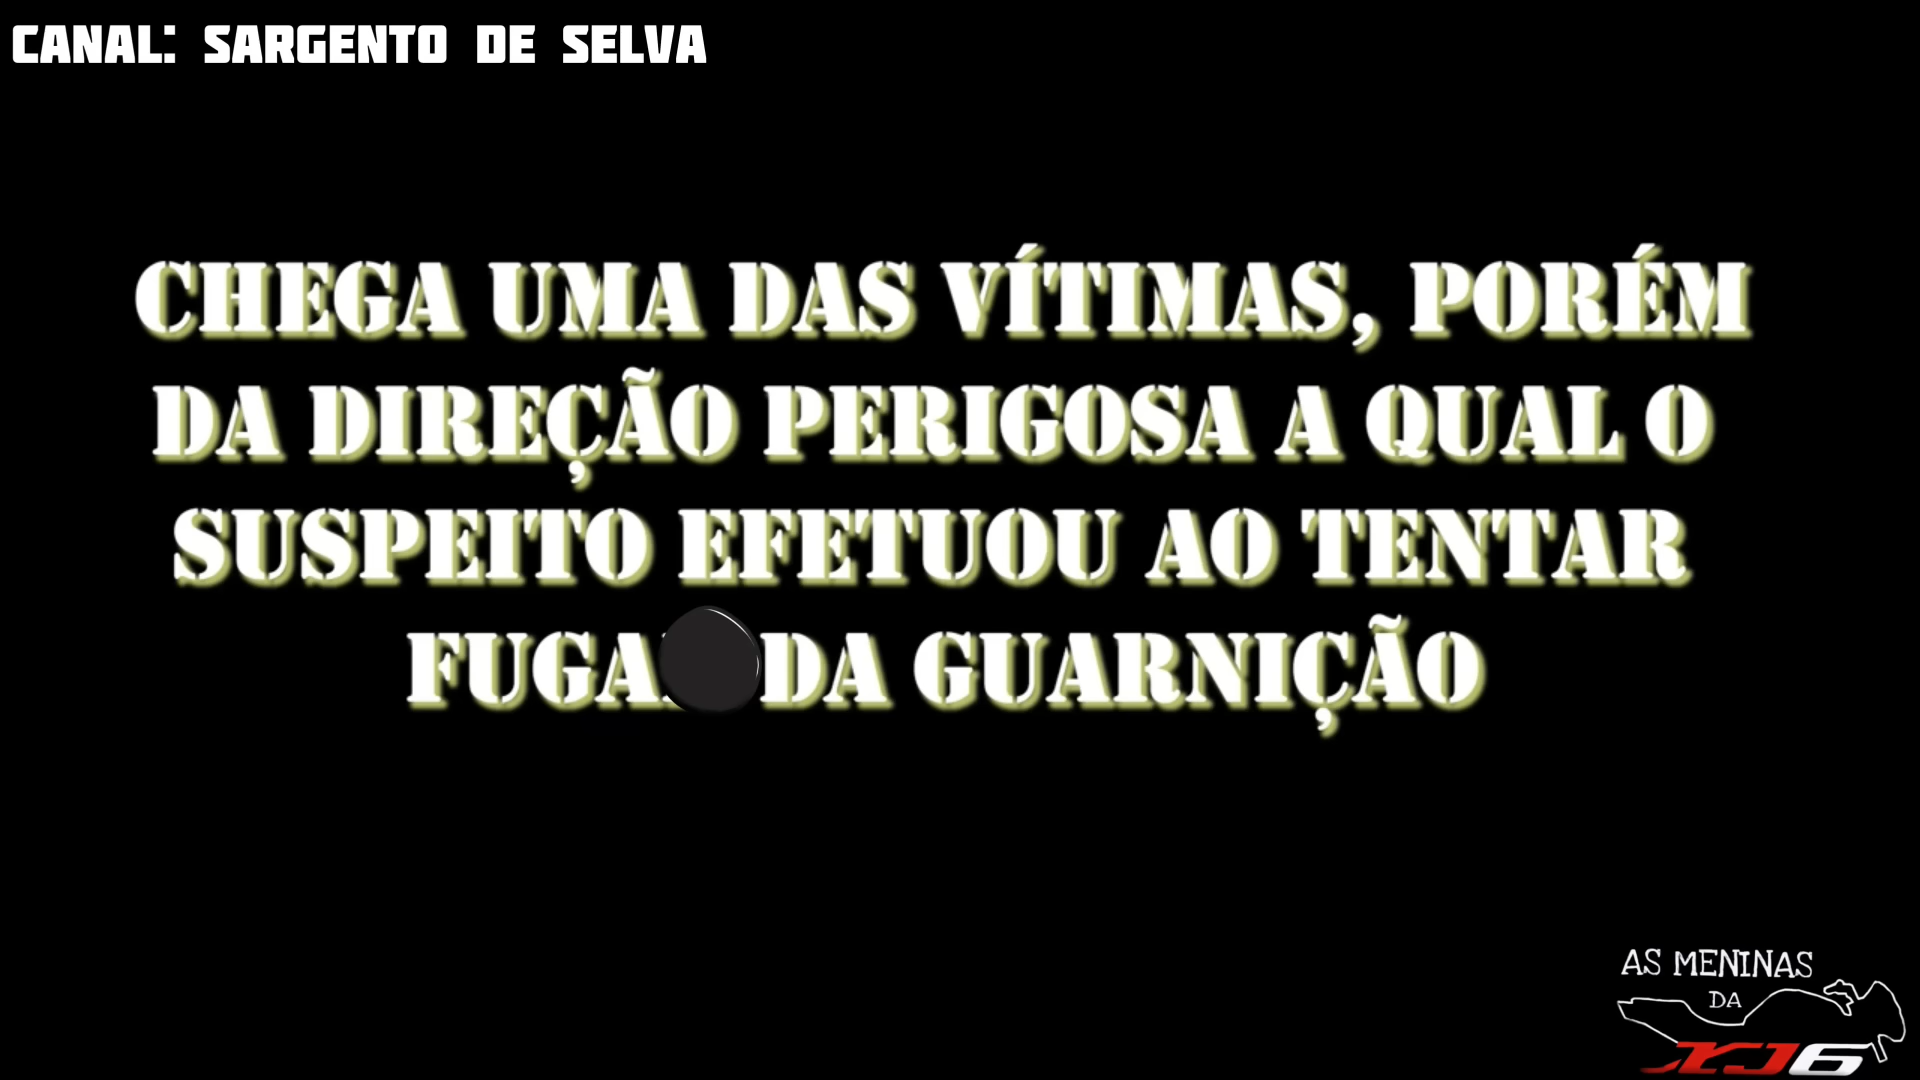 CANAL: SARGENTO DE SELVA
CHEGA UMA DAS VÍTIMAS, PORÉM
DA DIREÇÃO PERIGOSA A QUAL O
SUSPEITO EFETUOU AO TENTAR
DA GUARNIÇÃO
AS MENINAS
DA
XJ6